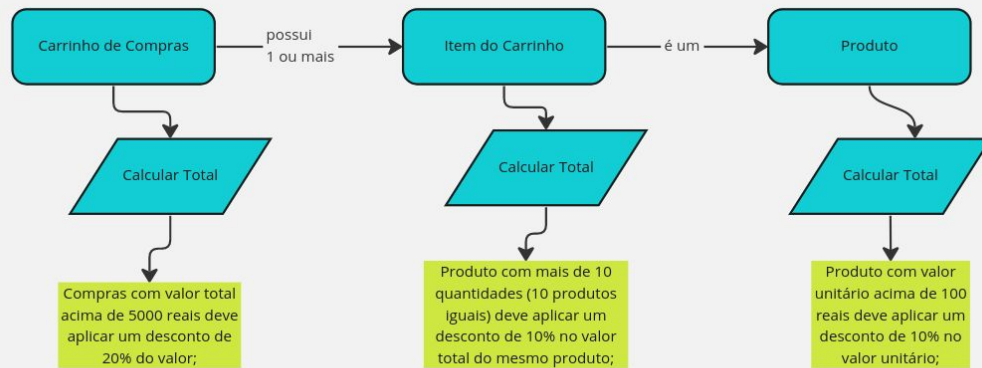 Carrinho de Compras
possui
1 ou mais
Item do Carrinho
é um
Produto
Calcular Total
Calcular Total
Calcular Total
Compras com valor total
acima de 5000 reais deve
aplicar um desconto de
20% do valor;
Produto com mais de 10
quantidades (10 produtos
iguais) deve aplicar um
desconto de 10% no valor
total do mesmo produto;
Produto com valor
unitário acima de 100
reais deve aplicar um
desconto de 10% no
valor unitário;